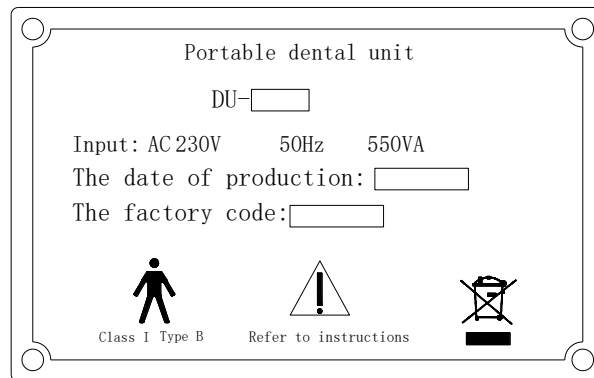 Portable dental unit
DU-
Input: AC 230V 50Hz 550VA
The date of production:
The factory code:
Class I Type B Refer to instructions